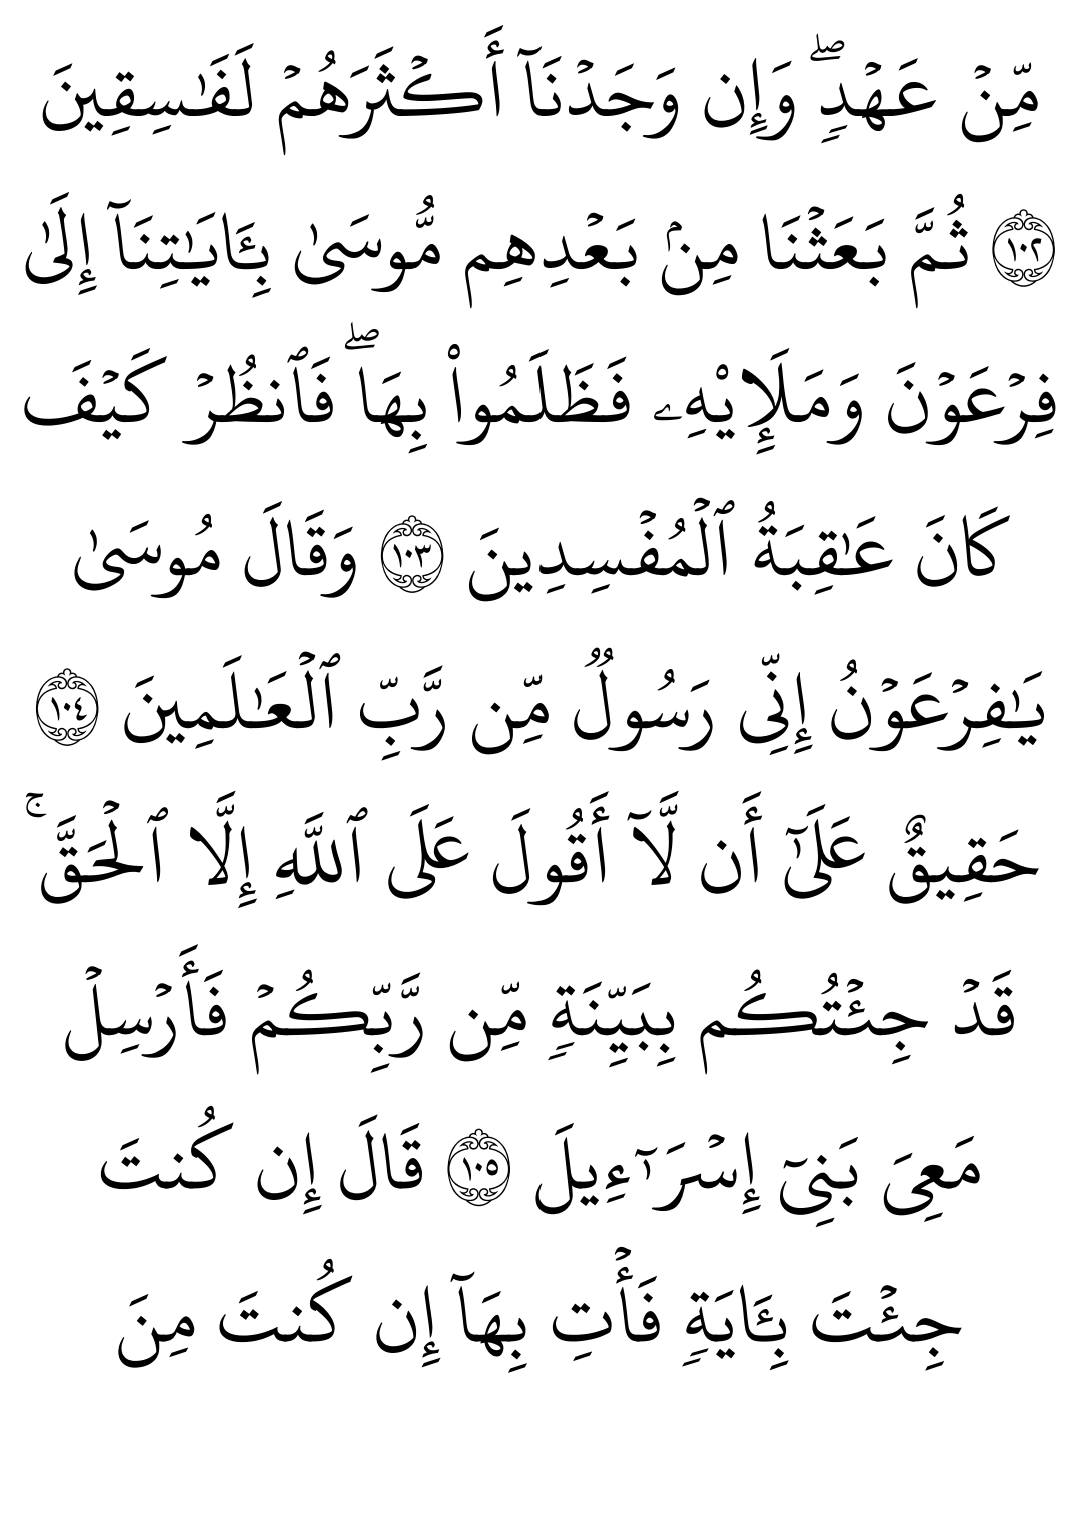 مِّنْ عَهْدٍۖ وَإِن وَجَدْنَآ أَكْثَرَهُمْ لَفَـٰسِقِينَ
۝١٠٢ ثُمَّ بَعَثْنَا مِنۢ بَعْدِهِم مُّوسَىٰ بِـَٔايَـٰتِنَآ إِلَىٰ
فِرْعَوْنَ وَمَلَإِيْهِۦ فَظَلَمُوا۟ بِهَاۖ فَٱنظُرْ كَيْفَ
كَانَ عَـٰقِبَةُ ٱلْمُفْسِدِينَ ۝١٠٣ وَقَالَ مُوسَىٰ
يَـٰفِرْعَوْنُ إِنِّى رَسُولٌ مِّن رَّبِّ ٱلْعَـٰلَمِينَ ۝١٠٤
حَقِيقٌ عَلَىٰٓ أَن لَّآ أَقُولَ عَلَى ٱللَّهِ إِلَّا ٱلْحَقَّۚ
قَدْ جِئْتُكُم بِبَيِّنَةٍ مِّن رَّبِّكُمْ فَأَرْسِلْ
مَعِىَ بَنِىٓ إِسْرَٰٓءِيلَ ۝١٠٥ قَالَ إِن كُنتَ
جِئْتَ بِـَٔايَةٍ فَأْتِ بِهَآ إِن كُنتَ مِنَ